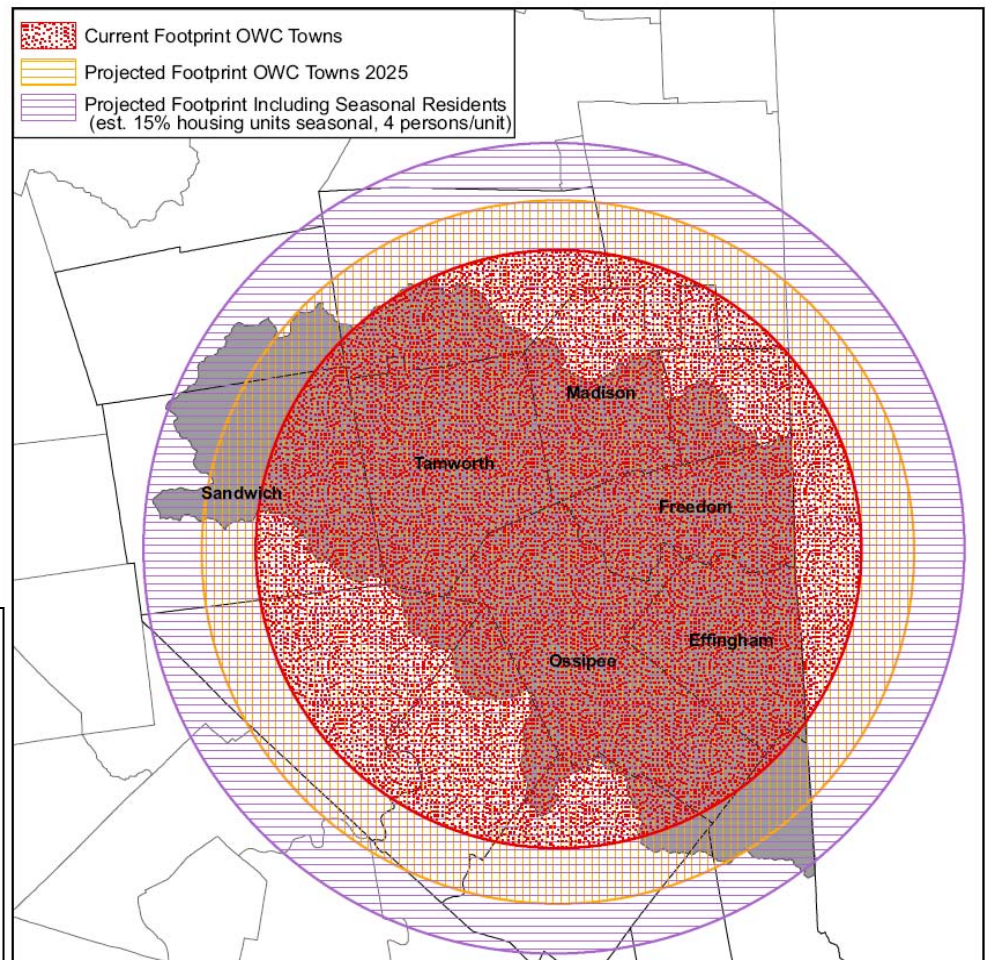 Current Footprint OWC Towns
Projected Footprint OWC Towns 2025
Projected Footprint Including Seasonal Residents
(est. 15% housing units seasonal, 4 persons/unit)
Madison
Tamworth
Sandwich
Freedom
Effingham
Ossipee